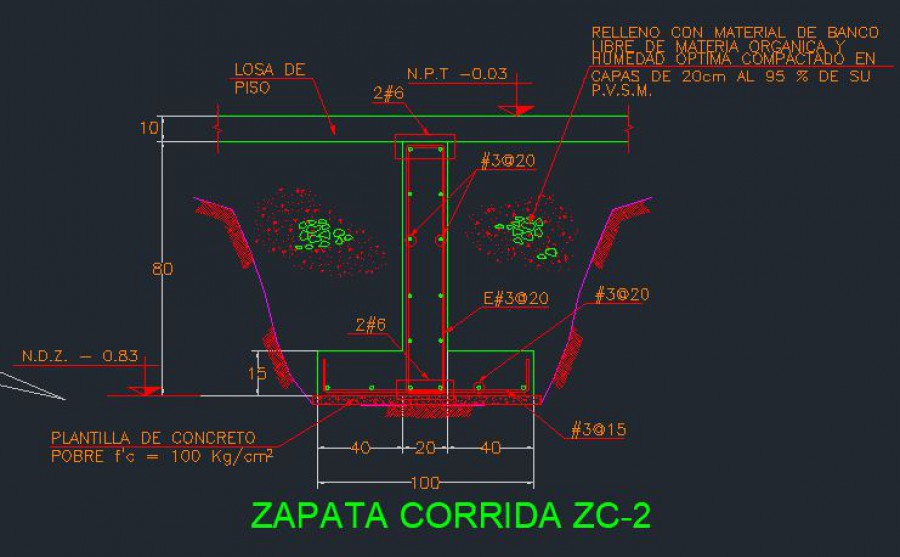 RELLENO CON MATERIAL DE BANCO
LIBRE DE MATERIA ORGANICA Y
HUMEDAD OPTIMA COMPACTADO EN
CAPAS DE 20cm AL 95 % DE SU
P.V.S.M.
LOSA DE
PISO
N.P.T -0.03
2#6
10
#3@20
80
E#3@20
#3@20
2#6
N.D.Z. - 0.83
15
PLANTILLA DE CONCRETO
POBRE f'c = 100 Kg/cm²
#3@15
40
20
40
100
ZAPATA CORRIDA ZC-2